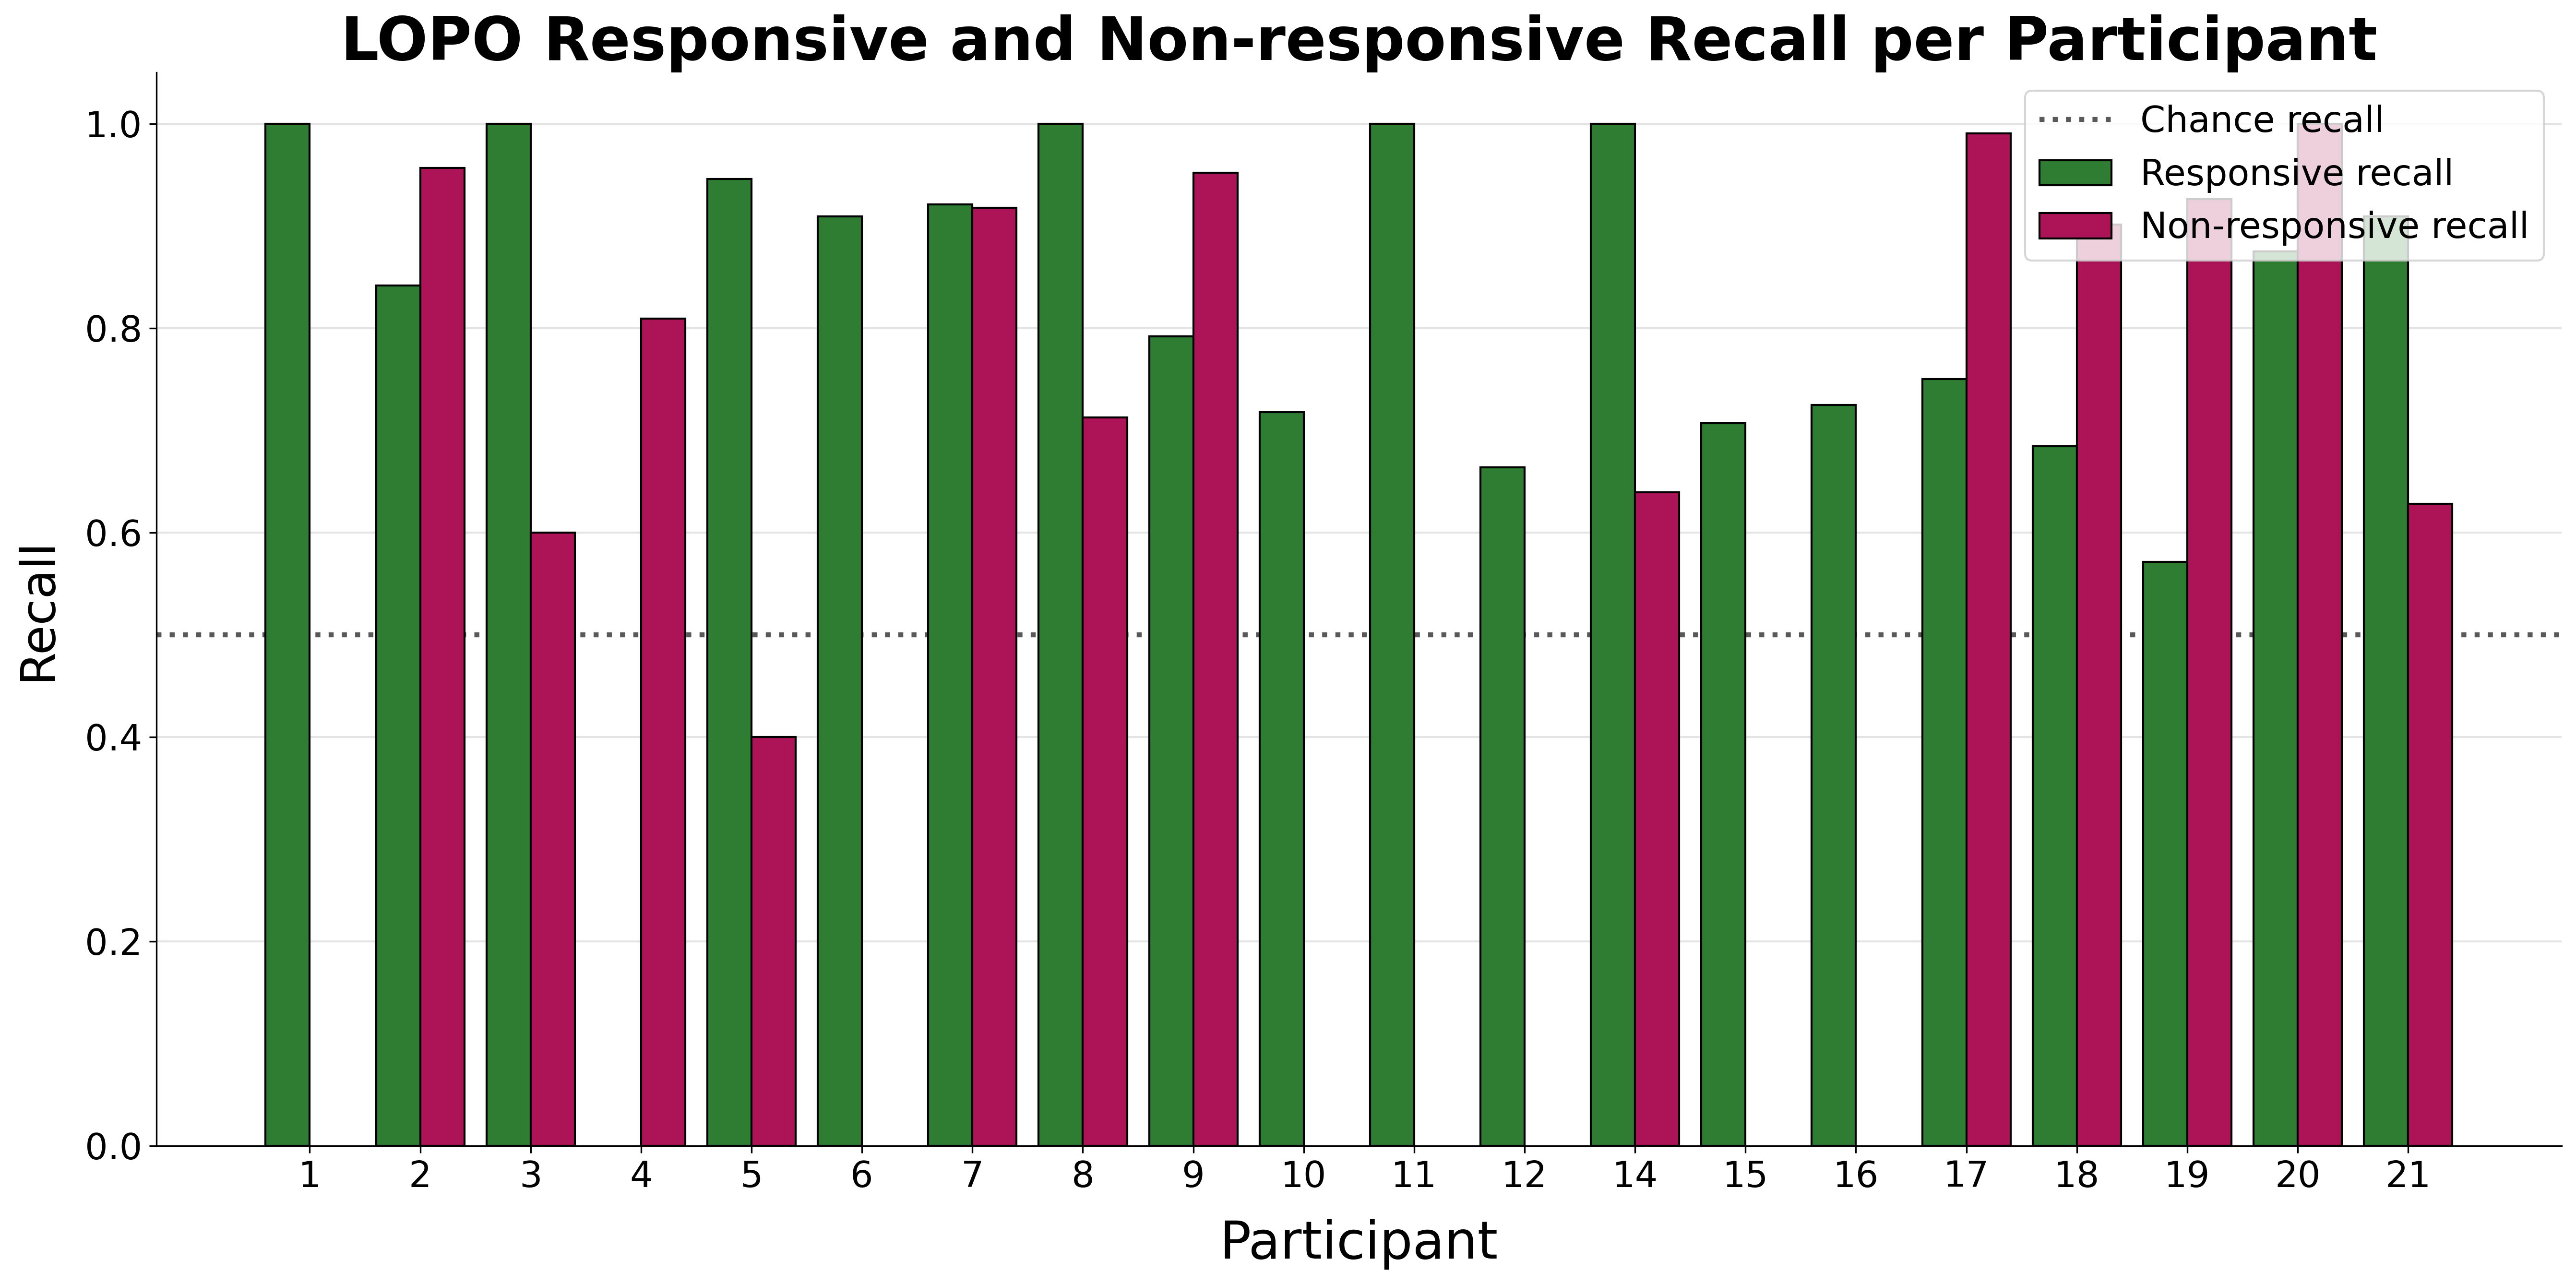 LOPO Responsive and Non-responsive Recall per Participant
Chance recall
Responsive recall
Non-responsive recall
1.0
0.8
0.6
0.4
0.2
0.0
Recall
1 2 3 4 5 6 7 8 9 10 11 12 14 15 16 17 18 19 20 21
Participant